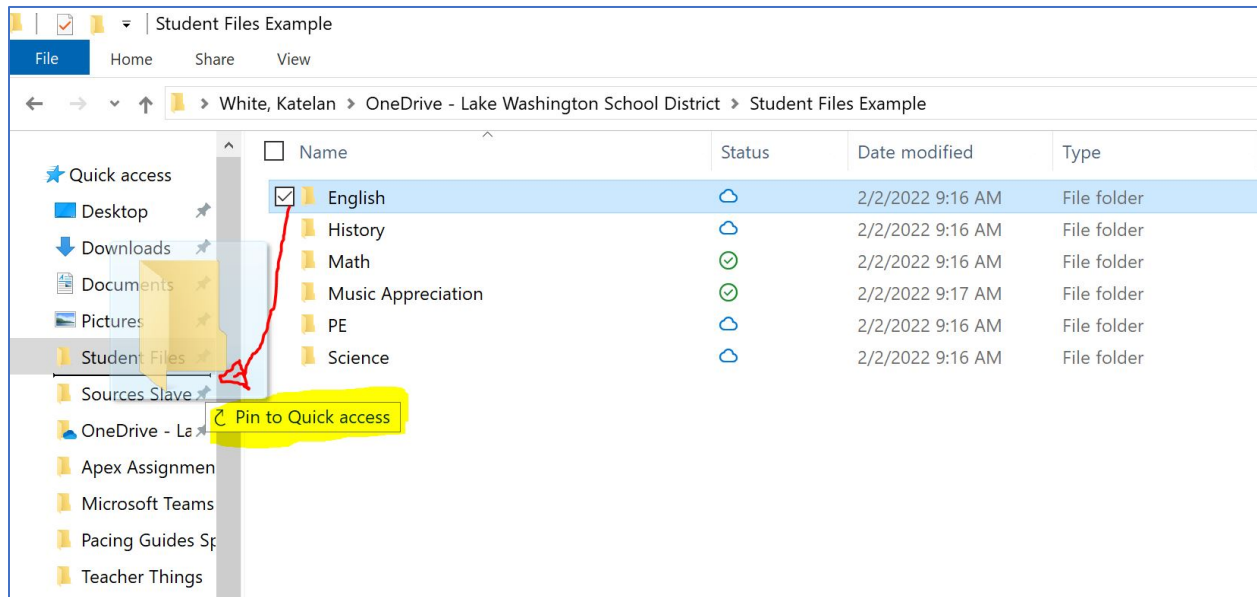 Student Files Example
File Home Share View
White, Katelan > OneDrive - Lake Washington School District > Student Files Example
Name Status Date modified Type
Quick access
Desktop
Downloads
Documents
Pictures
Student Files
Sources Slave
OneDrive - La
Apex Assignmen
Microsoft Teams
Pacing Guides Sp
Teacher Things
English 2/2/2022 9:16 AM File folder
History 2/2/2022 9:16 AM File folder
Math 2/2/2022 9:16 AM File folder
Music Appreciation 2/2/2022 9:17 AM File folder
PE 2/2/2022 9:16 AM File folder
Science 2/2/2022 9:16 AM File folder
Pin to Quick access